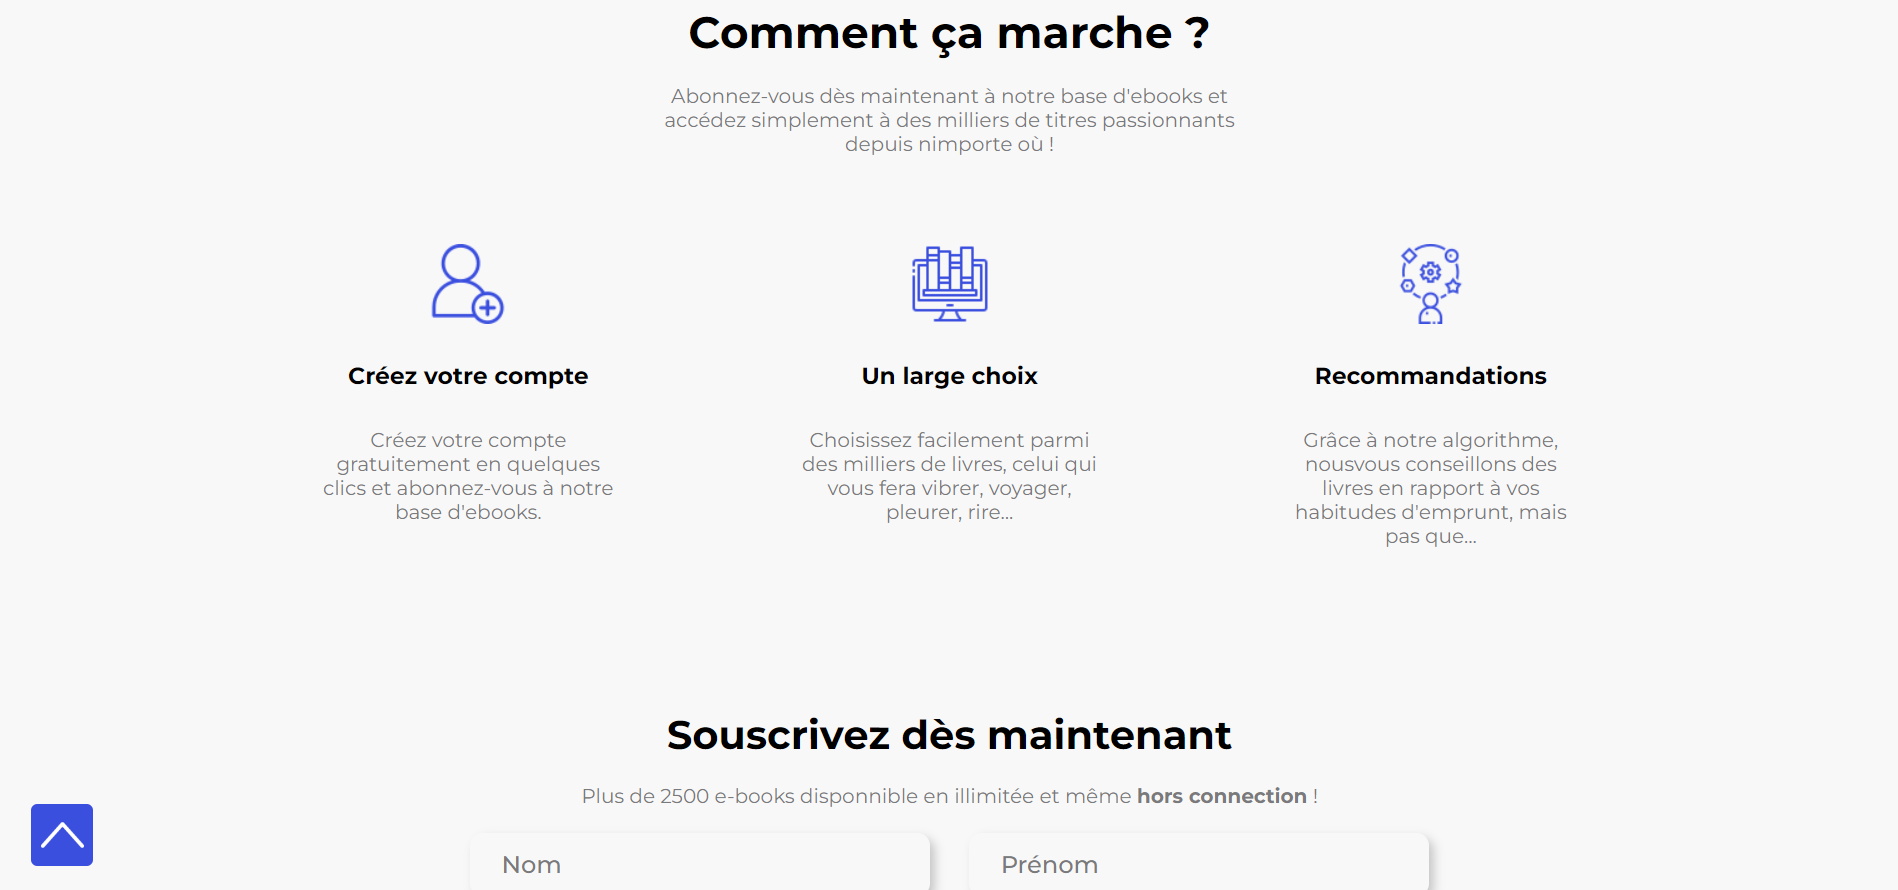 Comment ça marche ?
Abonnez-vous dès maintenant à notre base d'ebooks et
accédez simplement à des milliers de titres passionnants
depuis nimporte où !
Créez votre compte
Créez votre compte
gratuitement en quelques
clics et abonnez-vous à notre
base d'ebooks.
Un large choix
Choisissez facilement parmi
des milliers de livres, celui qui
vous fera vibrer, voyager,
pleurer, rire...
Recommandations
Grâce à notre algorithme,
nousvous conseillons des
livres en rapport à vos
habitudes d'emprunt, mais
pas que...
Souscrivez dès maintenant
Plus de 2500 e-books disponnible en illimitée et même hors connection !
Nom
Prénom